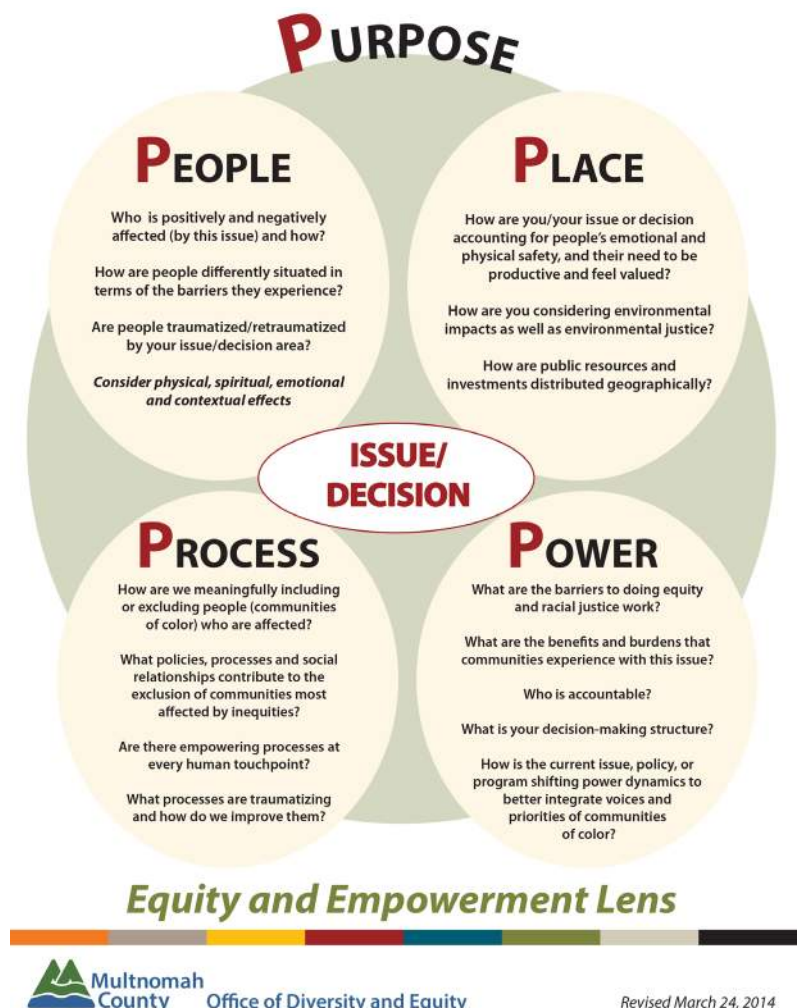 PURPOSE
PEOPLE
Who is positively and negatively
affected (by this issue) and how?
How are people differently situated in
terms of the barriers they experience?
Are people traumatized/retraumatized
by your issue/decision area?
Consider physical, spiritual, emotional
and contextual effects
PLACE
How are you/your issue or decision
accounting for people's emotional and
physical safety, and their need to be
productive and feel valued?
How are you considering environmental
impacts as well as environmental justice?
How are public resources and
investments distributed geographically?
ISSUE/
DECISION
PROCESS
How are we meaningfully including
or excluding people (communities
of color) who are affected?
What policies, processes and social
relationships contribute to the
exclusion of communities most
affected by inequities?
Are there empowering processes at
every human touchpoint?
What processes are traumatizing
and how do we improve them?
POWER
What are the barriers to doing equity
and racial justice work?
What are the benefits and burdens that
communities experience with this issue?
Who is accountable?
What is your decision-making structure?
How is the current issue, policy, or
program shifting power dynamics to
better integrate voices and
priorities of communities
of color?
Equity and Empowerment Lens
Multnomah
County
Office of Diversity and Equity
Revised March 24, 2014